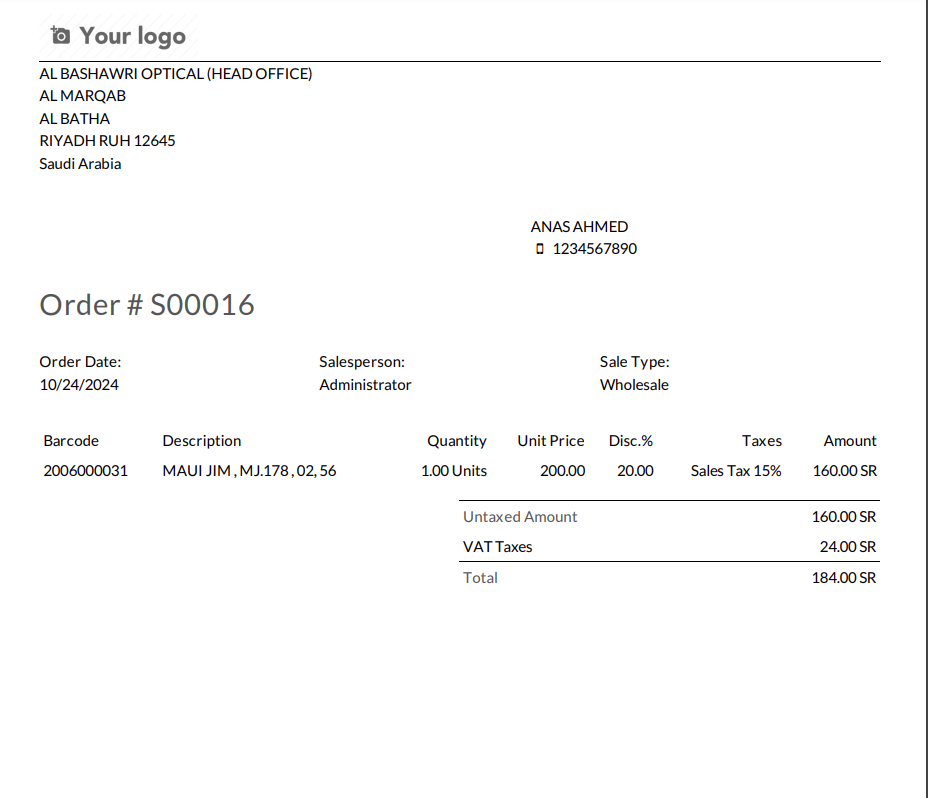 Your logo
AL BASHAWRI OPTICAL (HEAD OFFICE)
AL MARQAB
AL BATHA
RIYADH RUH 12645
Saudi Arabia
ANAS AHMED
1234567890
Order # S00016
Order Date: Salesperson: Sale Type:
10/24/2024 Administrator Wholesale
Barcode Description Quantity Unit Price Disc.% Taxes Amount
2006000031 MAUI JIM , MJ.178 , 02, 56 1.00 Units 200.00 20.00 Sales Tax 15% 160.00 SR
Untaxed Amount 160.00 SR
VAT Taxes 24.00 SR
Total 184.00 SR